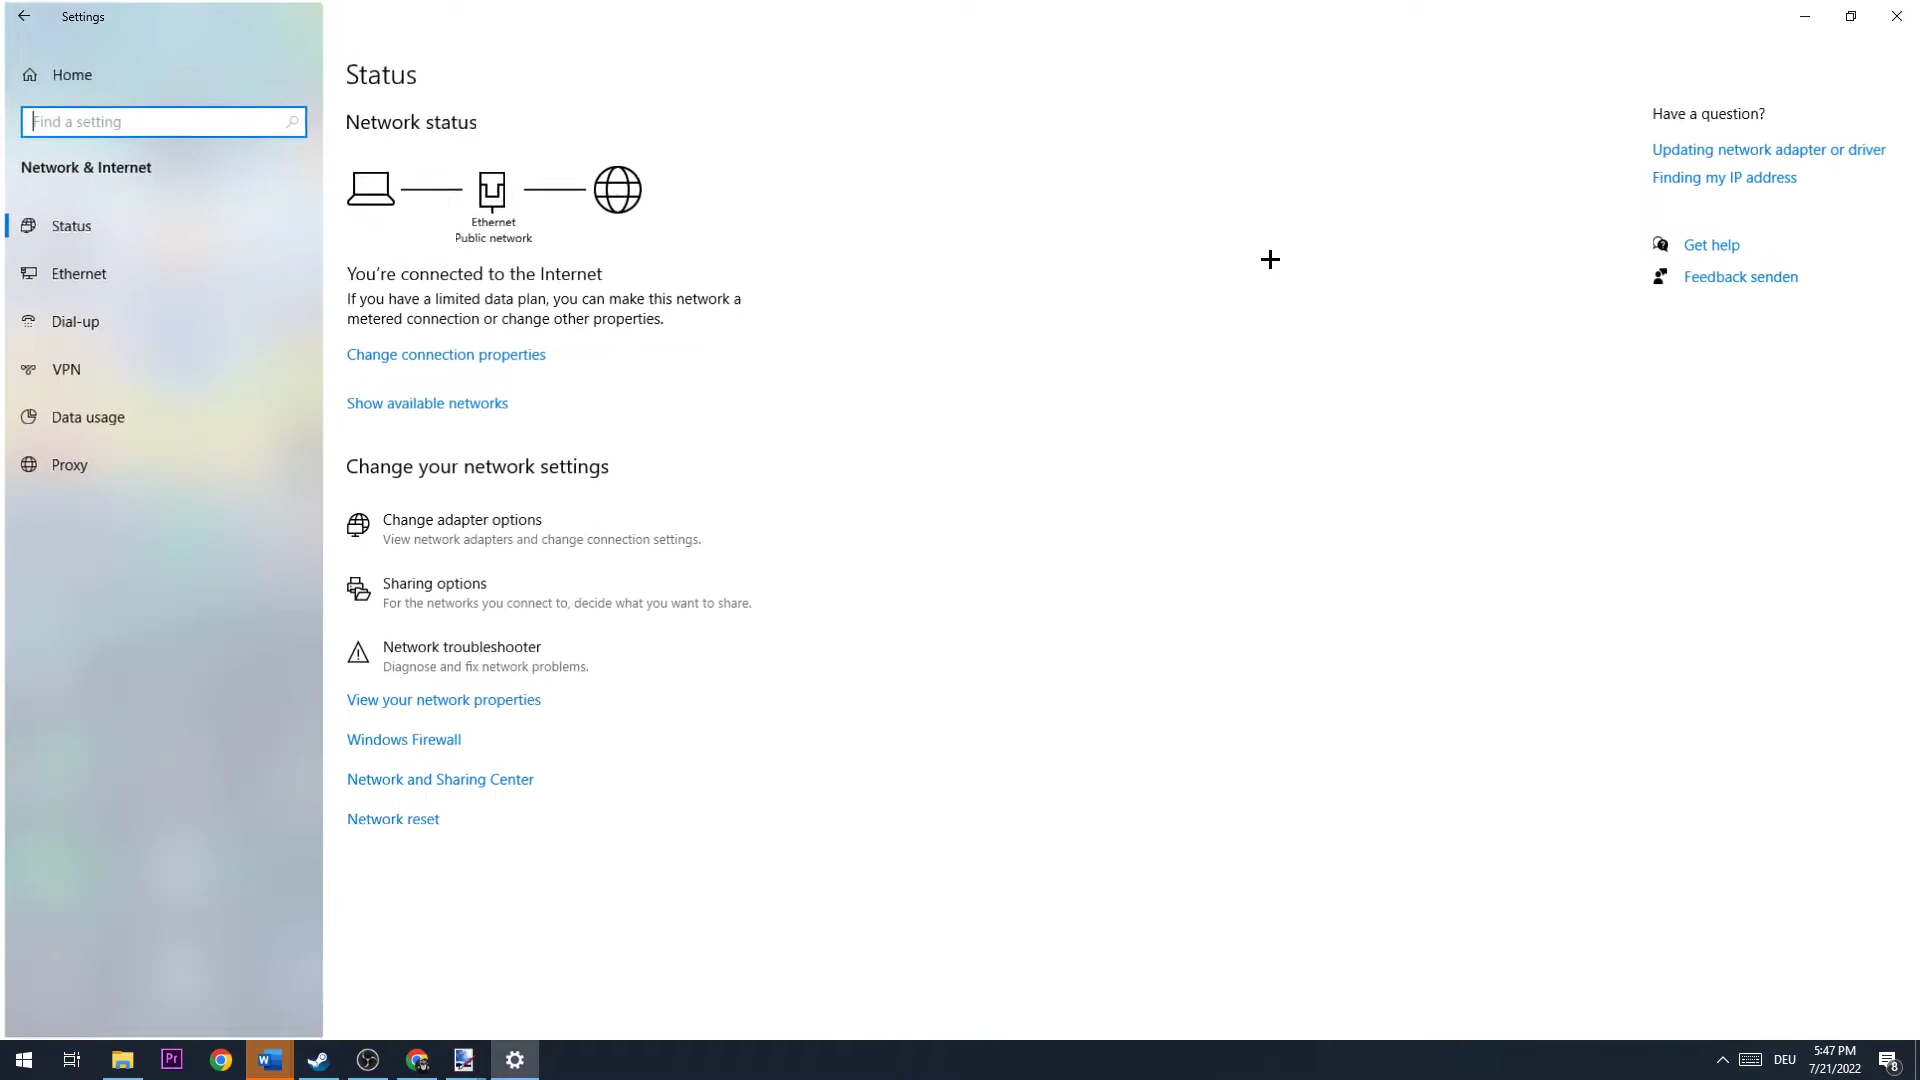 Settings
Home
Find a setting
Network & Internet
Status
Ethernet
Dial-up
VPN
Data usage
Proxy
Status
Network status
Ethernet
Public network
You're connected to the Internet
If you have a limited data plan, you can make this network a
metered connection or change other properties.
Change connection properties
Show available networks
Change your network settings
Change adapter options
View network adapters and change connection settings.
Sharing options
For the networks you connect to, decide what you want to share.
Network troubleshooter
Diagnose and fix network problems.
View your network properties
Windows Firewall
Network and Sharing Center
Network reset
Have a question?
Updating network adapter or driver
Finding my IP address
Get help
Feedback senden
Pr
W
DEU
5:47 PM
7/21/2022
8